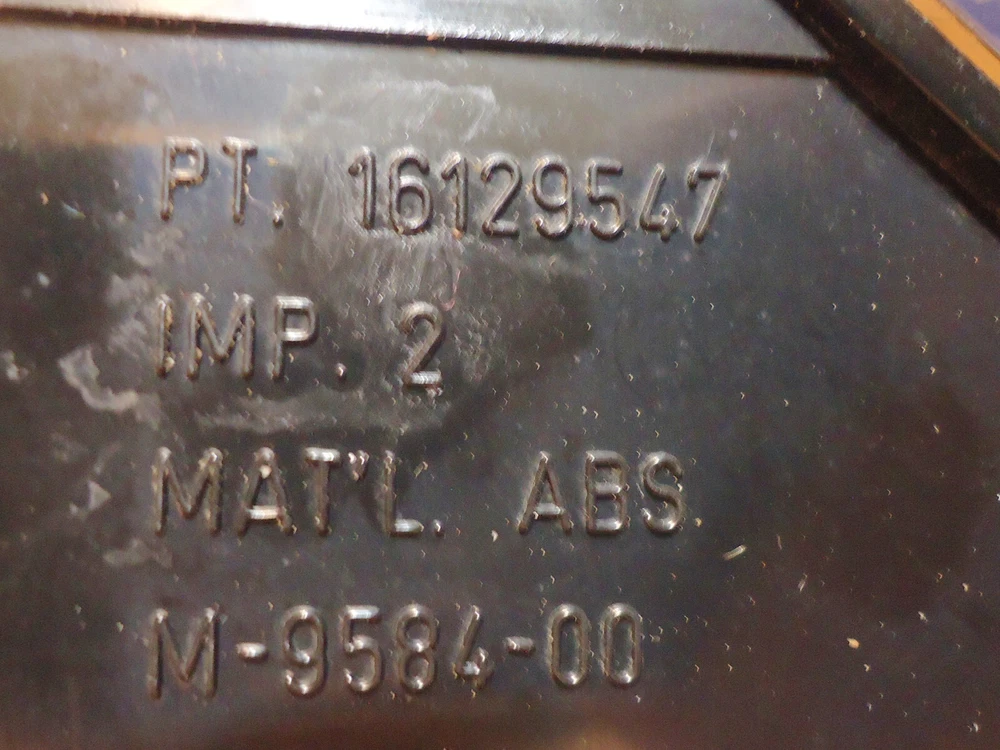 PT. 16129547
IMP. 2
MAT'L. ABS
M-9584-00